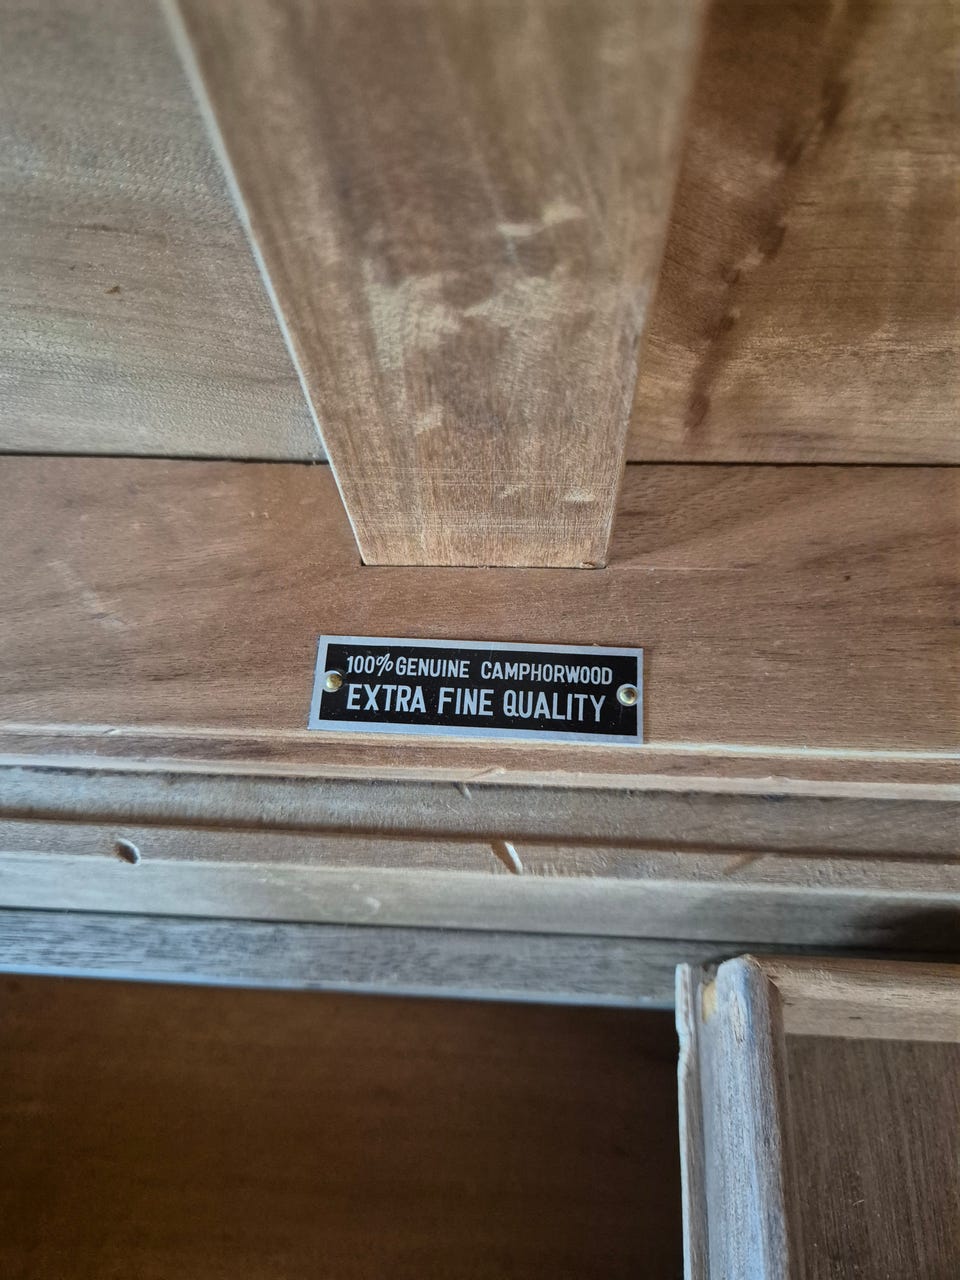 100% GENUINE CAMPHORWOOD
EXTRA FINE QUALITY